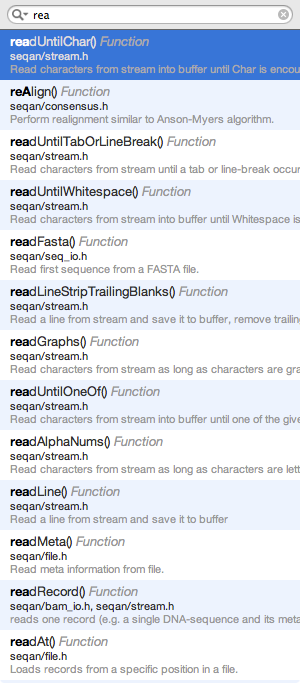 rea
readUntilChar() Function
seqan/stream.h
Read characters from stream into buffer until Char is encou
reAlign() Function
seqan/consensus.h
Perform realignment similar to Anson-Myers algorithm.
readUntilTabOrLineBreak() Function
seqan/stream.h
Read characters from stream until a tab or line-break occur
readUntilWhitespace() Function
seqan/stream.h
Read characters from stream into buffer until Whitespace is
readFasta() Function
seqan/seq_io.h
Read first sequence from a FASTA file.
readLineStripTrailingBlanks() Function
seqan/stream.h
Read a line from stream and save it to buffer, remove trailin
readGraphs() Function
seqan/stream.h
Read characters from stream as long as characters are gra
readUntilOneOf() Function
seqan/stream.h
Read characters from stream into buffer until one of the give
readAlphaNums() Function
seqan/stream.h
Read characters from stream as long as characters are lett
readLine() Function
seqan/stream.h
Read a line from stream and save it to buffer
readMeta() Function
seqan/file.h
Read meta information from file.
readRecord() Function
seqan/bam_io.h, seqan/stream.h
reads one record (e.g. a single DNA-sequence and its meta
readAt() Function
seqan/file.h
Loads records from a specific position in a file.